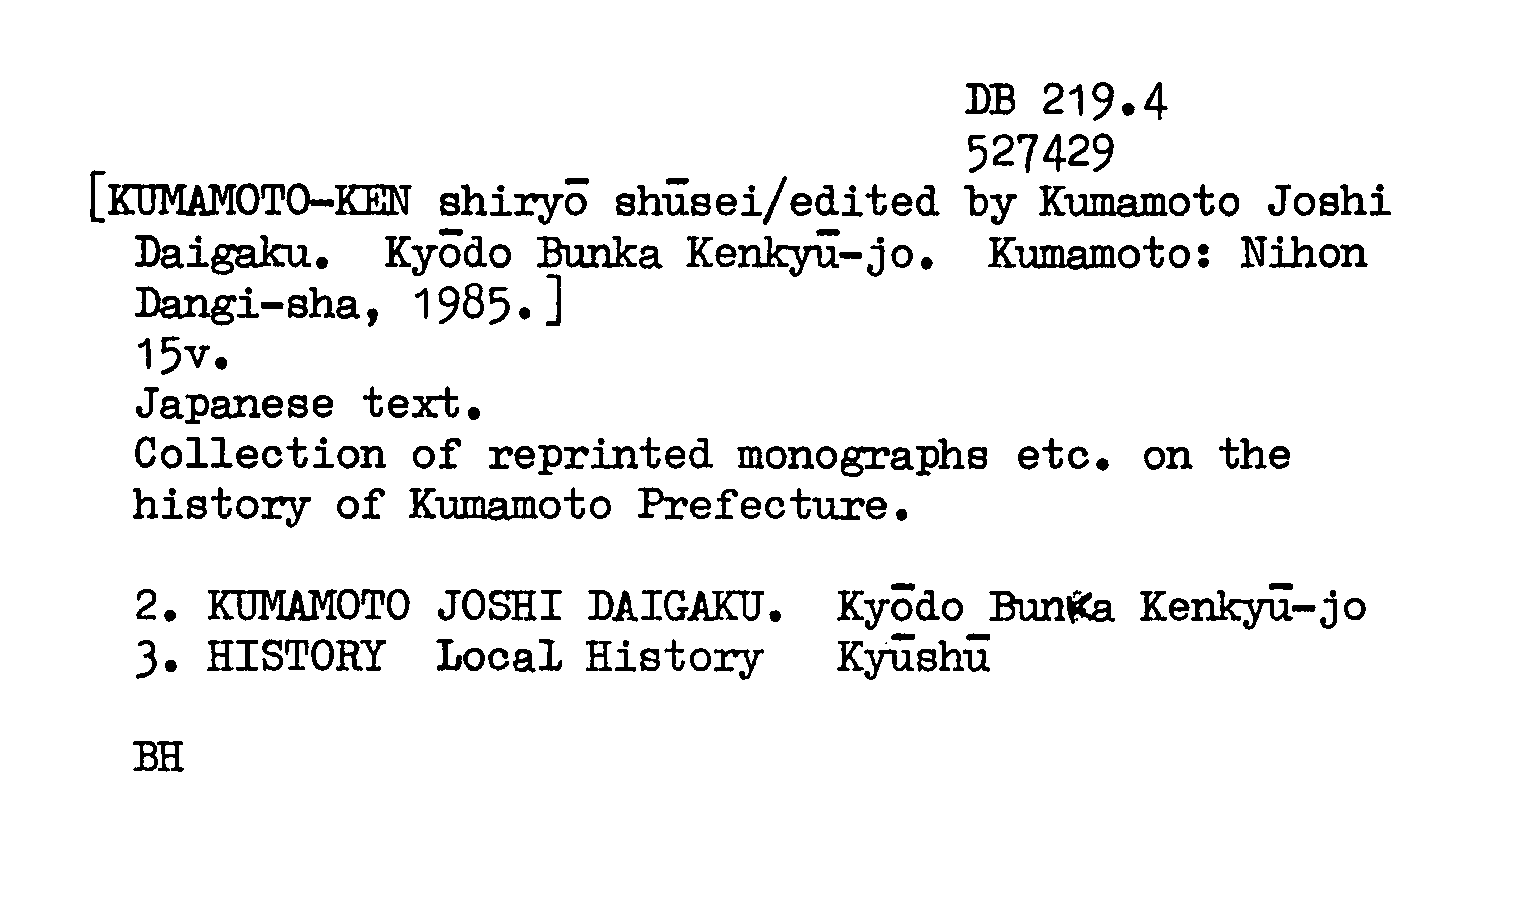 DB 219.4
527429
[KUMAMOTO-KEN shiryō shūsei/edited by Kumamoto Joshi
Daigaku. Kyōdo Bunka Kenkyū-jo. Kumamoto: Nihon
Dangi-sha, 1985.]
15v.
Japanese text.
Collection of reprinted monographs etc. on the
history of Kumamoto Prefecture.
2. KUMAMOTO JOSHI DAIGAKU. Kyōdo Bunka Kenkyū-jo
3. HISTORY Local History Kyūshū
BH